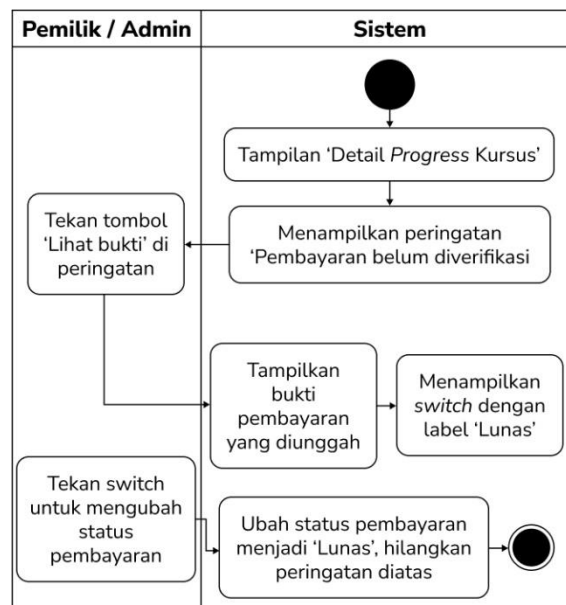 Pemilik / Admin
Sistem
Tampilan ‘Detail Progress Kursus’
Tekan tombol
‘Lihat bukti’ di
peringatan
Menampilkan peringatan
‘Pembayaran belum diverifikasi
Tampilkan
bukti
pembayaran
yang diunggah
Menampilkan
switch dengan
label ‘Lunas’
Tekan switch
untuk mengubah
status
pembayaran
Ubah status pembayaran
menjadi ‘Lunas’, hilangkan
peringatan diatas